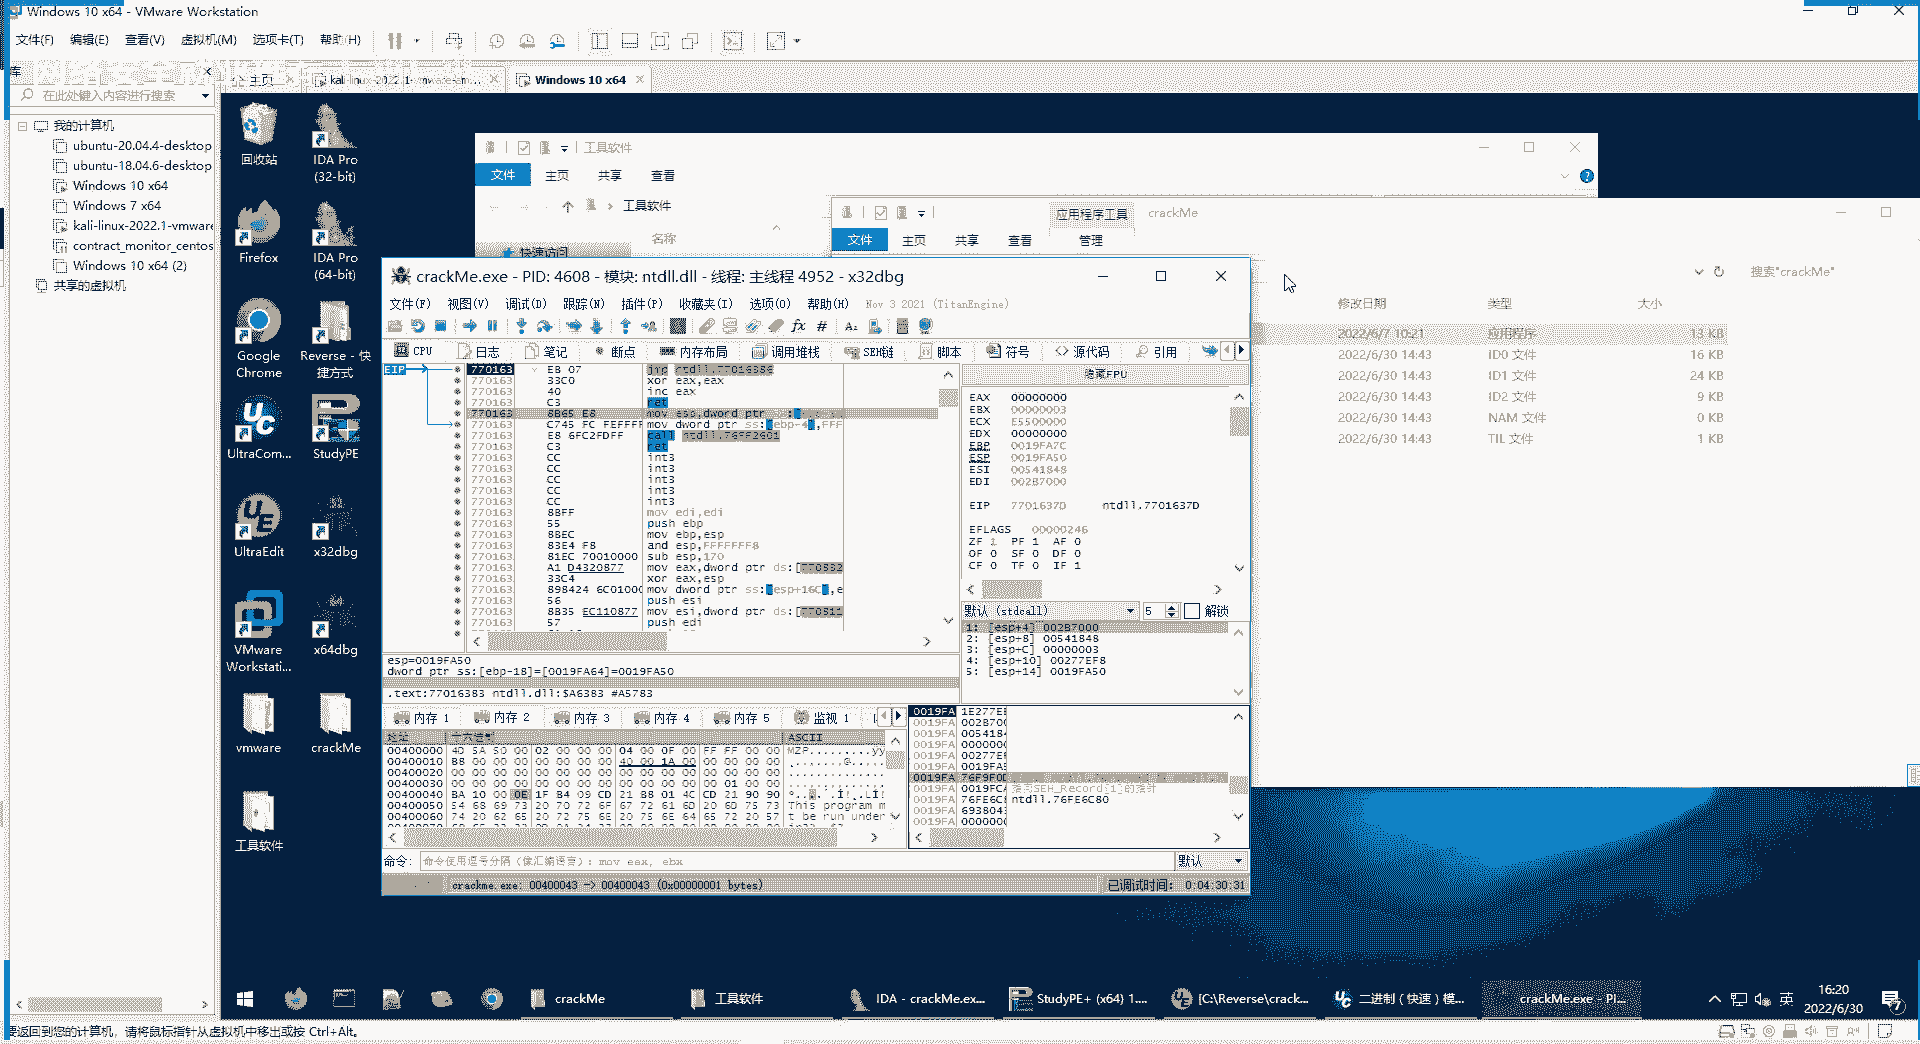 Windows 10 x64 - VMware Workstation
文件(F) 编辑(E) 查看(V) 虚拟机(M) 选项卡(T) 帮助(H)
库
主页 kali-linux-2022.1-vmware-am... Windows 10 x64
在此处键入内容进行搜索
我的计算机
ubuntu-20.04.4-desktop
ubuntu-18.04.6-desktop
Windows 10 x64
Windows 7 x64
kali-linux-2022.1-vmware
contract_monitor_centos
Windows 10 x64 (2)
共享的虚拟机
回收站
IDA Pro (32-bit)
Firefox
IDA Pro (64-bit)
Google Chrome
Reverse - 快捷方式
UltraCom...
StudyPE
UltraEdit
x32dbg
VMware Workstati...
x64dbg
vmware
crackMe
工具软件
工具软件
文件 主页 共享 查看
工具软件
名称
快速访问
应用程序工具 crackMe
文件 主页 共享 查看 管理
搜索"crackMe"
修改日期 类型 大小
2022/6/7 10:21 应用程序 13 KB
2022/6/30 14:43 ID0 文件 16 KB
2022/6/30 14:43 ID1 文件 24 KB
2022/6/30 14:43 ID2 文件 9 KB
2022/6/30 14:43 NAM 文件 0 KB
2022/6/30 14:43 TIL 文件 1 KB
crackMe.exe - PID: 4608 - 模块: ntdll.dll - 线程: 主线程 4952 - x32dbg
文件(F) 视图(V) 调试(D) 跟踪(N) 插件(P) 收藏夹(I) 选项(O) 帮助(H) Nov 3 2021 (TitanEngine)
CPU 日志 笔记 断点 内存布局 调用堆栈 SEH链 脚本 符号 源代码 引用
EIP
770163 EB 07 jmp ntdll.77016386
770163 33C0 xor eax,eax
770163 40 inc eax
770163 C3 ret
770163 8B65 E8 mov esp,dword ptr
770163 C745 FC FEFFFF mov dword ptr ss:[ebp-4],FFF
770163 E8 6FC2FDFF call
770163 C3 ret
770163 CC int3
770163 CC int3
770163 CC int3
770163 CC int3
770163 CC int3
770163 8BFF mov edi,edi
770163 55 push ebp
770163 8BEC mov ebp,esp
770163 83E4 F8 and esp,FFFFFFF8
770163 81EC 70010000 sub esp,170
770163 A1 D4320877 mov eax,dword ptr ds:[770832
770163 33C4 xor eax,esp
770163 898424 6C01000 mov dword ptr ss:[esp+16C],e
770163 56 push esi
770163 8B35 EC110877 mov esi,dword ptr ds:[770811
770163 57 push edi
隐藏FPU
EAX 00000000
EBX 00000003
ECX E5500000
EDX 00000000
EBP 0019FA7C
ESP 0019FA50
ESI 00541848
EDI 002B7000
EIP 7701637D ntdll.7701637D
EFLAGS 00000246
ZF 1 PF 1 AF 0
OF 0 SF 0 DF 0
CF 0 TF 0 IF 1
默认 (stdcall) 5 解锁
1: [esp+4] 002B7000
2: [esp+8] 00541848
3: [esp+C] 00000003
4: [esp+10] 00277EF8
5: [esp+14] 0019FA50
esp=0019FA50
dword ptr ss:[ebp-18]=[0019FA64]=0019FA50
.text:77016383 ntdll.dll:$A6383 #A5783
内存 1 内存 2 内存 3 内存 4 内存 5 监视 1
地址 十六进制 ASCII
00400000 4D 5A 50 00 02 00 00 00 04 00 0F 00 FF FF 00 00 MZP.........ÿÿ
00400010 B8 00 00 00 00 00 00 00 40 00 1A 00 00 00 00 00
00400020 00 00 00 00 00 00 00 00 00 00 00 00 00 00 00 00
00400030 00 00 00 00 00 00 00 00 00 00 00 00 00 01 00 00
00400040 BA 10 00 0E 1F B4 09 CD 21 B8 01 4C CD 21 90 90
00400050 54 68 69 73 20 70 72 6F 67 72 61 6D 20 6D 75 73 This program m
00400060 74 20 62 65 20 72 75 6E 20 75 6E 64 65 72 20 57 t be run under
0019FA 1E277E
0019FA 002B70
0019FA 005418
0019FA 000000
0019FA 00277E
0019FA 0019FA
0019FA 76F9F0
0019FA 0019FC 指向SEH_Record[1]的指针
0019FA 76FE6C ntdll.76FE6C80
0019FA 693804
0019FA 000000
命令: 命令使用逗号分隔(像汇编语言): mov eax, ebx 默认
crackme.exe: 00400043 -> 00400043 (0x00000001 bytes) 已调试时间: 0:04:30:31
crackMe 工具软件 IDA - crackMe.ex... StudyPE+ (x64) 1.... [C:\Reverse\crack... 二进制（快速）模... crackMe.exe - PI...
英 16:20
2022/6/30
要返回到您的计算机，请将鼠标指针从虚拟机中移出或按 Ctrl+Alt。